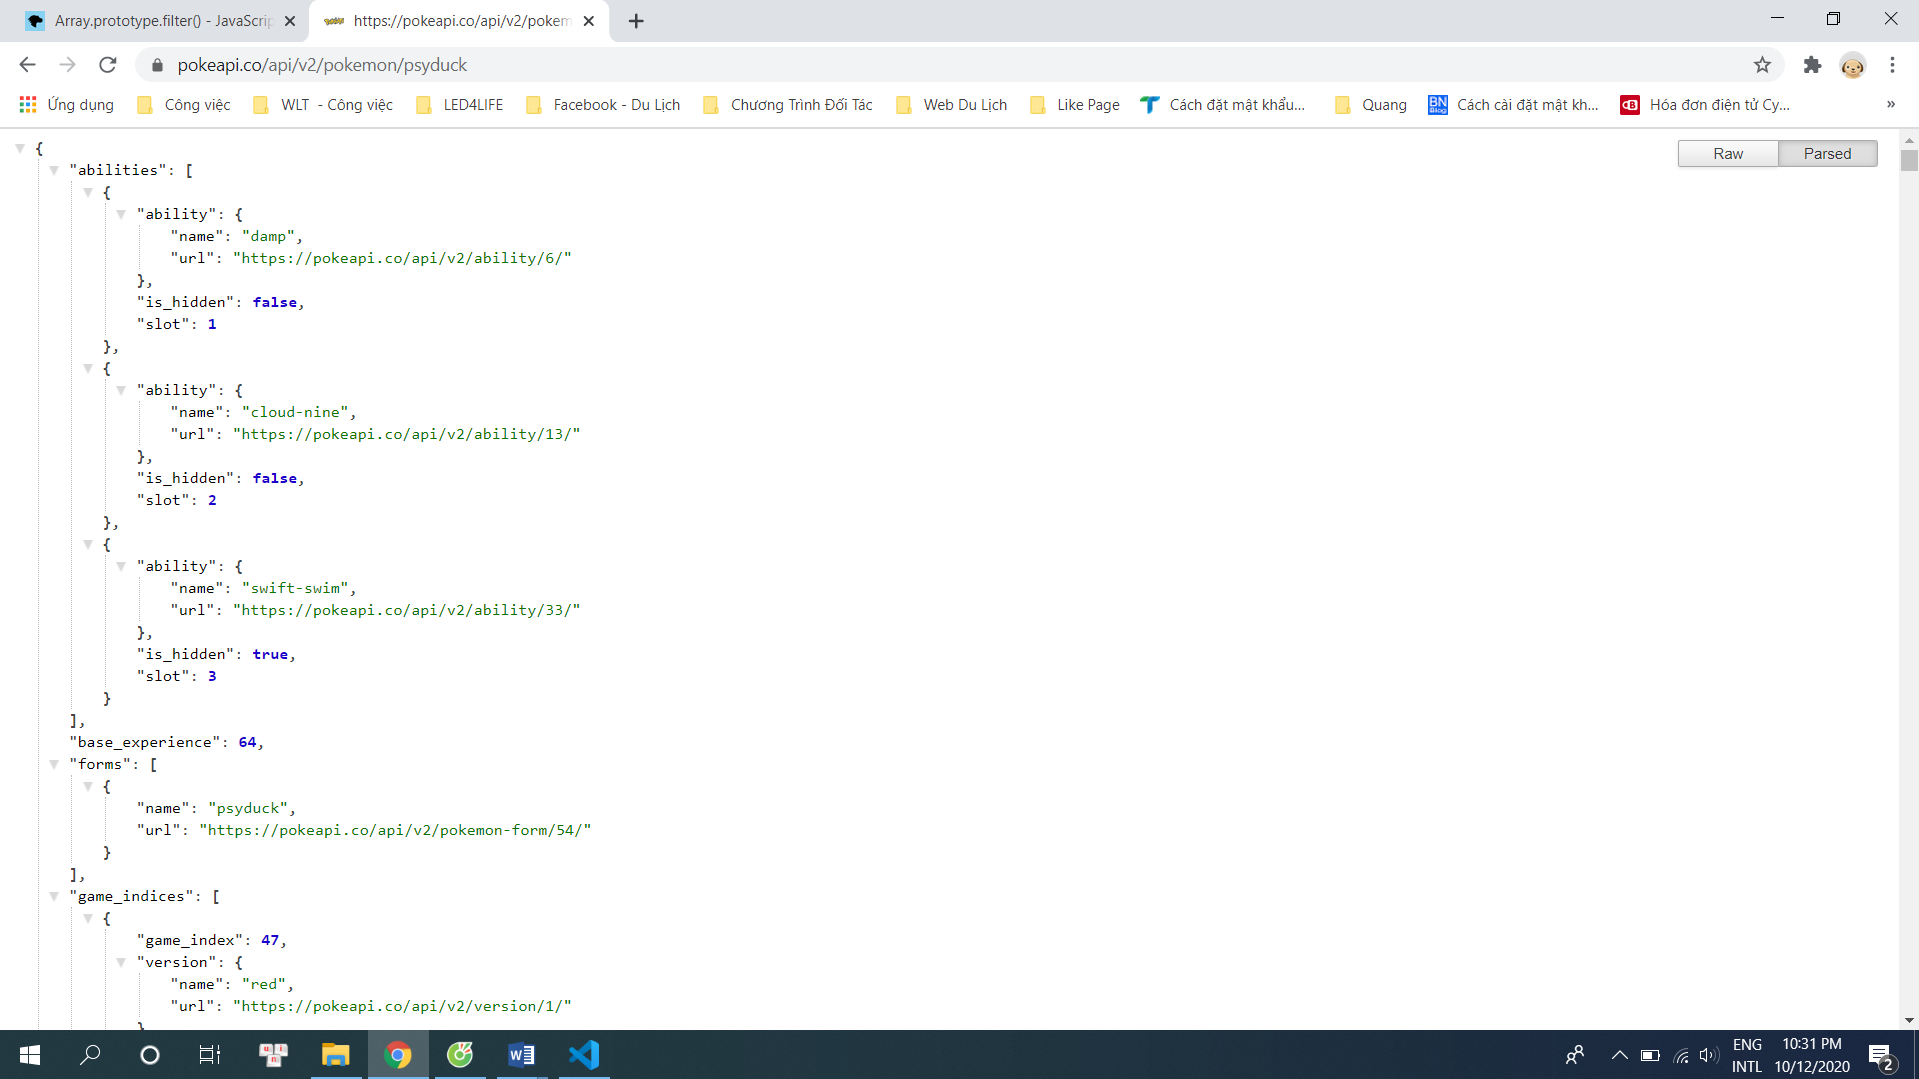 Array.prototype.filter() - JavaScrip
https://pokeapi.co/api/v2/pokem
pokeapi.co/api/v2/pokemon/psyduck
Ứng dụng Công việc WLT - Công việc LED4LIFE Facebook - Du Lịch Chương Trình Đối Tác Web Du Lịch Like Page Cách đặt mật khẩu... Quang BN Blog Cách cài đặt mật kh... Hóa đơn điện tử Cy... »
Raw Parsed
{
"abilities": [
{
"ability": {
"name": "damp",
"url": "https://pokeapi.co/api/v2/ability/6/"
},
"is_hidden": false,
"slot": 1
},
{
"ability": {
"name": "cloud-nine",
"url": "https://pokeapi.co/api/v2/ability/13/"
},
"is_hidden": false,
"slot": 2
},
{
"ability": {
"name": "swift-swim",
"url": "https://pokeapi.co/api/v2/ability/33/"
},
"is_hidden": true,
"slot": 3
}
],
"base_experience": 64,
"forms": [
{
"name": "psyduck",
"url": "https://pokeapi.co/api/v2/pokemon-form/54/"
}
],
"game_indices": [
{
"game_index": 47,
"version": {
"name": "red",
"url": "https://pokeapi.co/api/v2/version/1/"
}
ENG 10:31 PM
INTL 10/12/2020 2